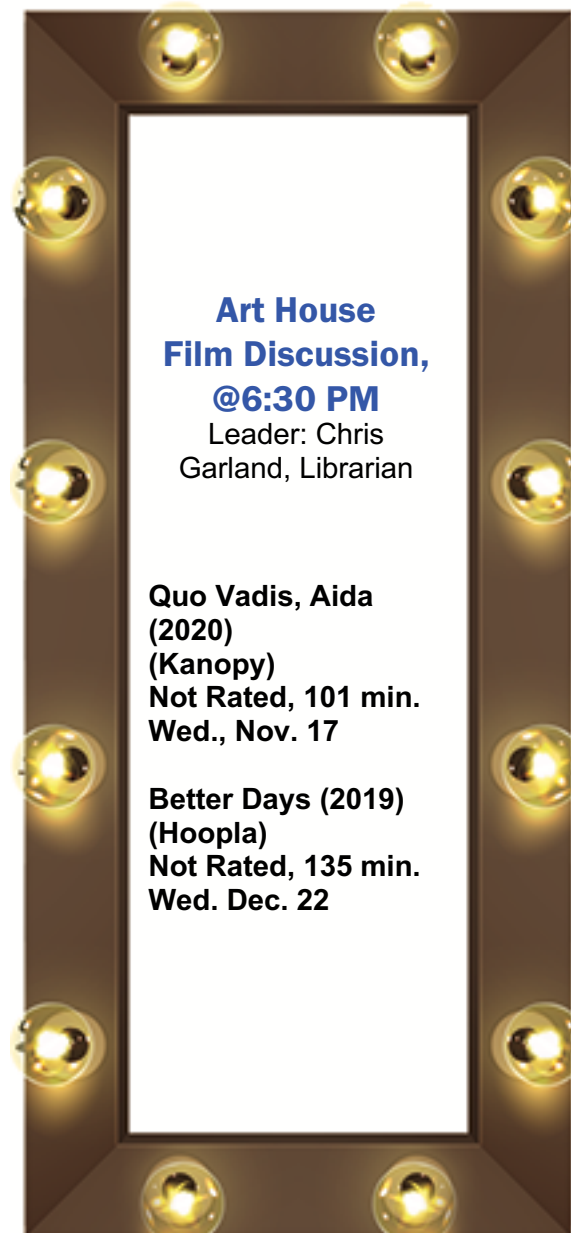 Art House
Film Discussion,
@6:30 PM
Leader: Chris
Garland, Librarian
Quo Vadis, Aida
(2020)
(Kanopy)
Not Rated, 101 min.
Wed., Nov. 17
Better Days (2019)
(Hoopla)
Not Rated, 135 min.
Wed. Dec. 22